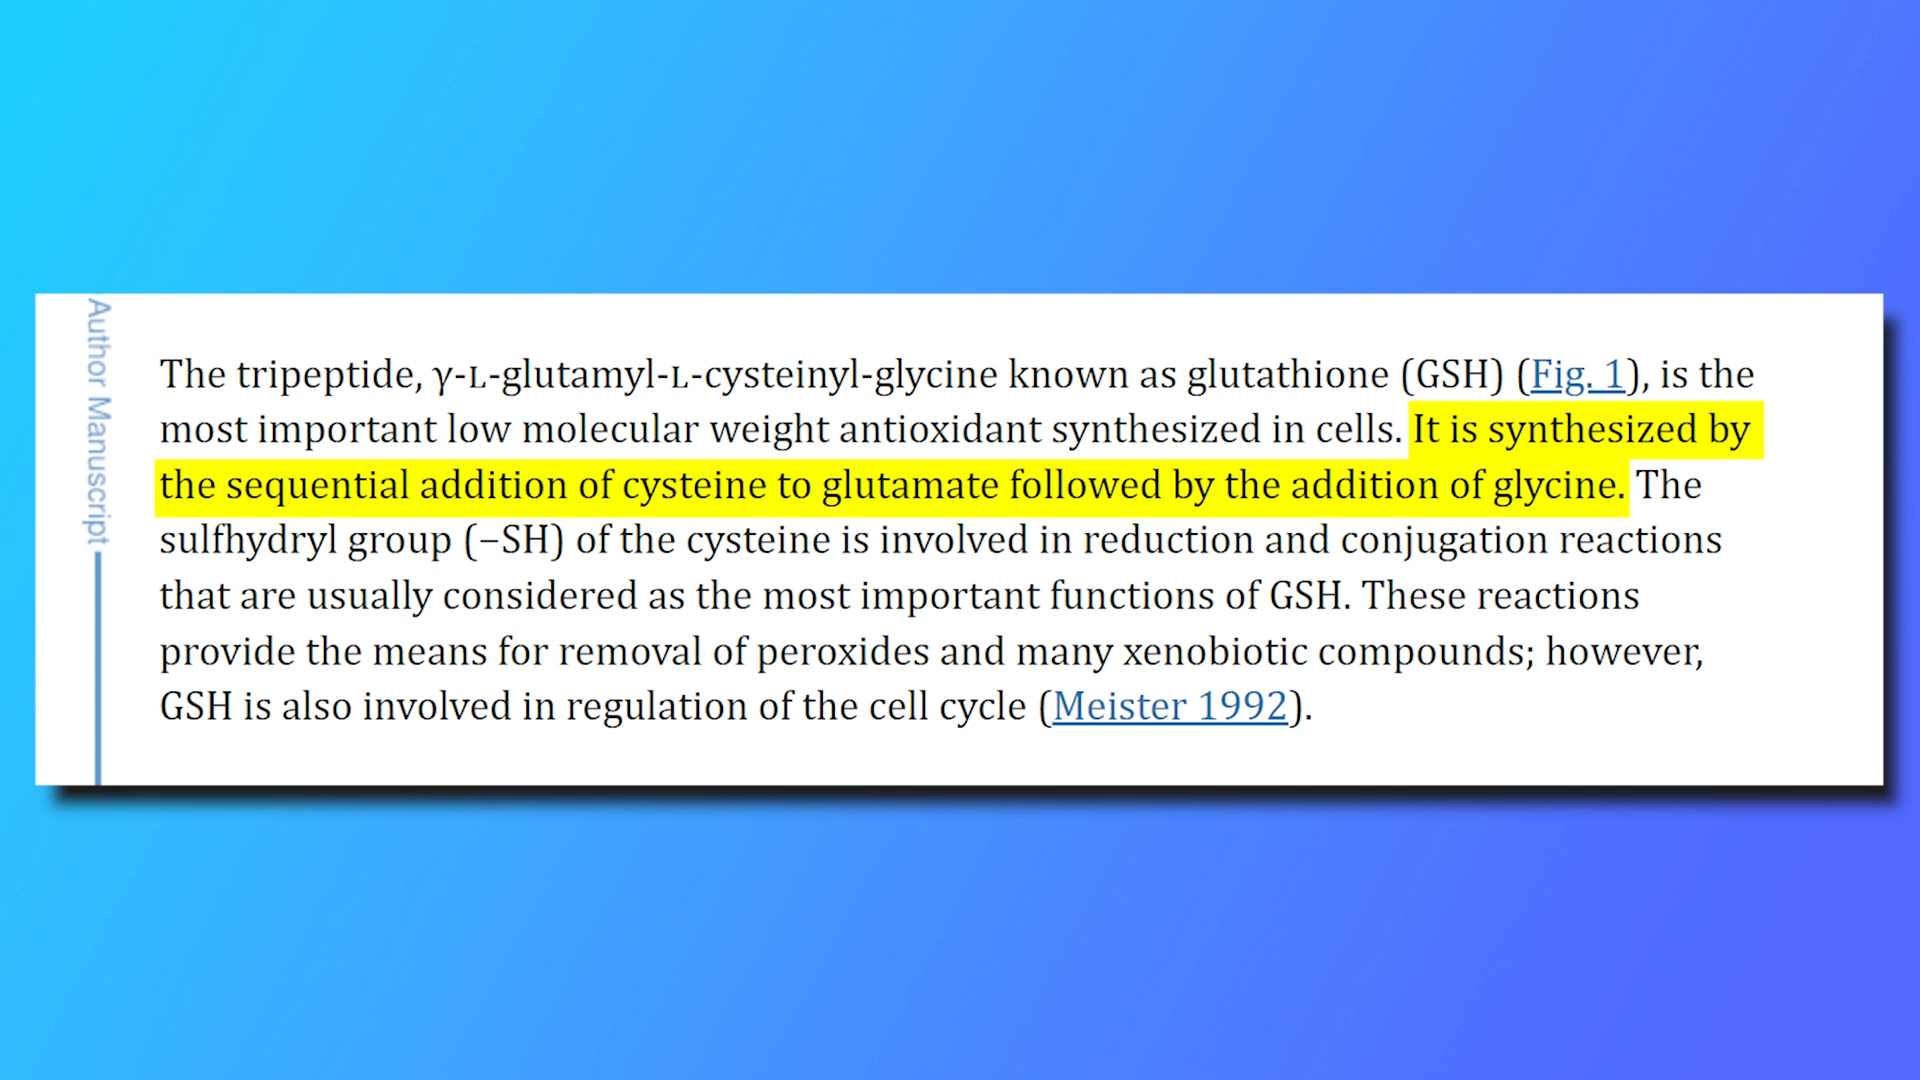 Author Manuscript
The tripeptide, γ-ʟ-glutamyl-ʟ-cysteinyl-glycine known as glutathione (GSH) (Fig. 1), is the
most important low molecular weight antioxidant synthesized in cells. It is synthesized by
the sequential addition of cysteine to glutamate followed by the addition of glycine. The
sulfhydryl group (−SH) of the cysteine is involved in reduction and conjugation reactions
that are usually considered as the most important functions of GSH. These reactions
provide the means for removal of peroxides and many xenobiotic compounds; however,
GSH is also involved in regulation of the cell cycle (Meister 1992).